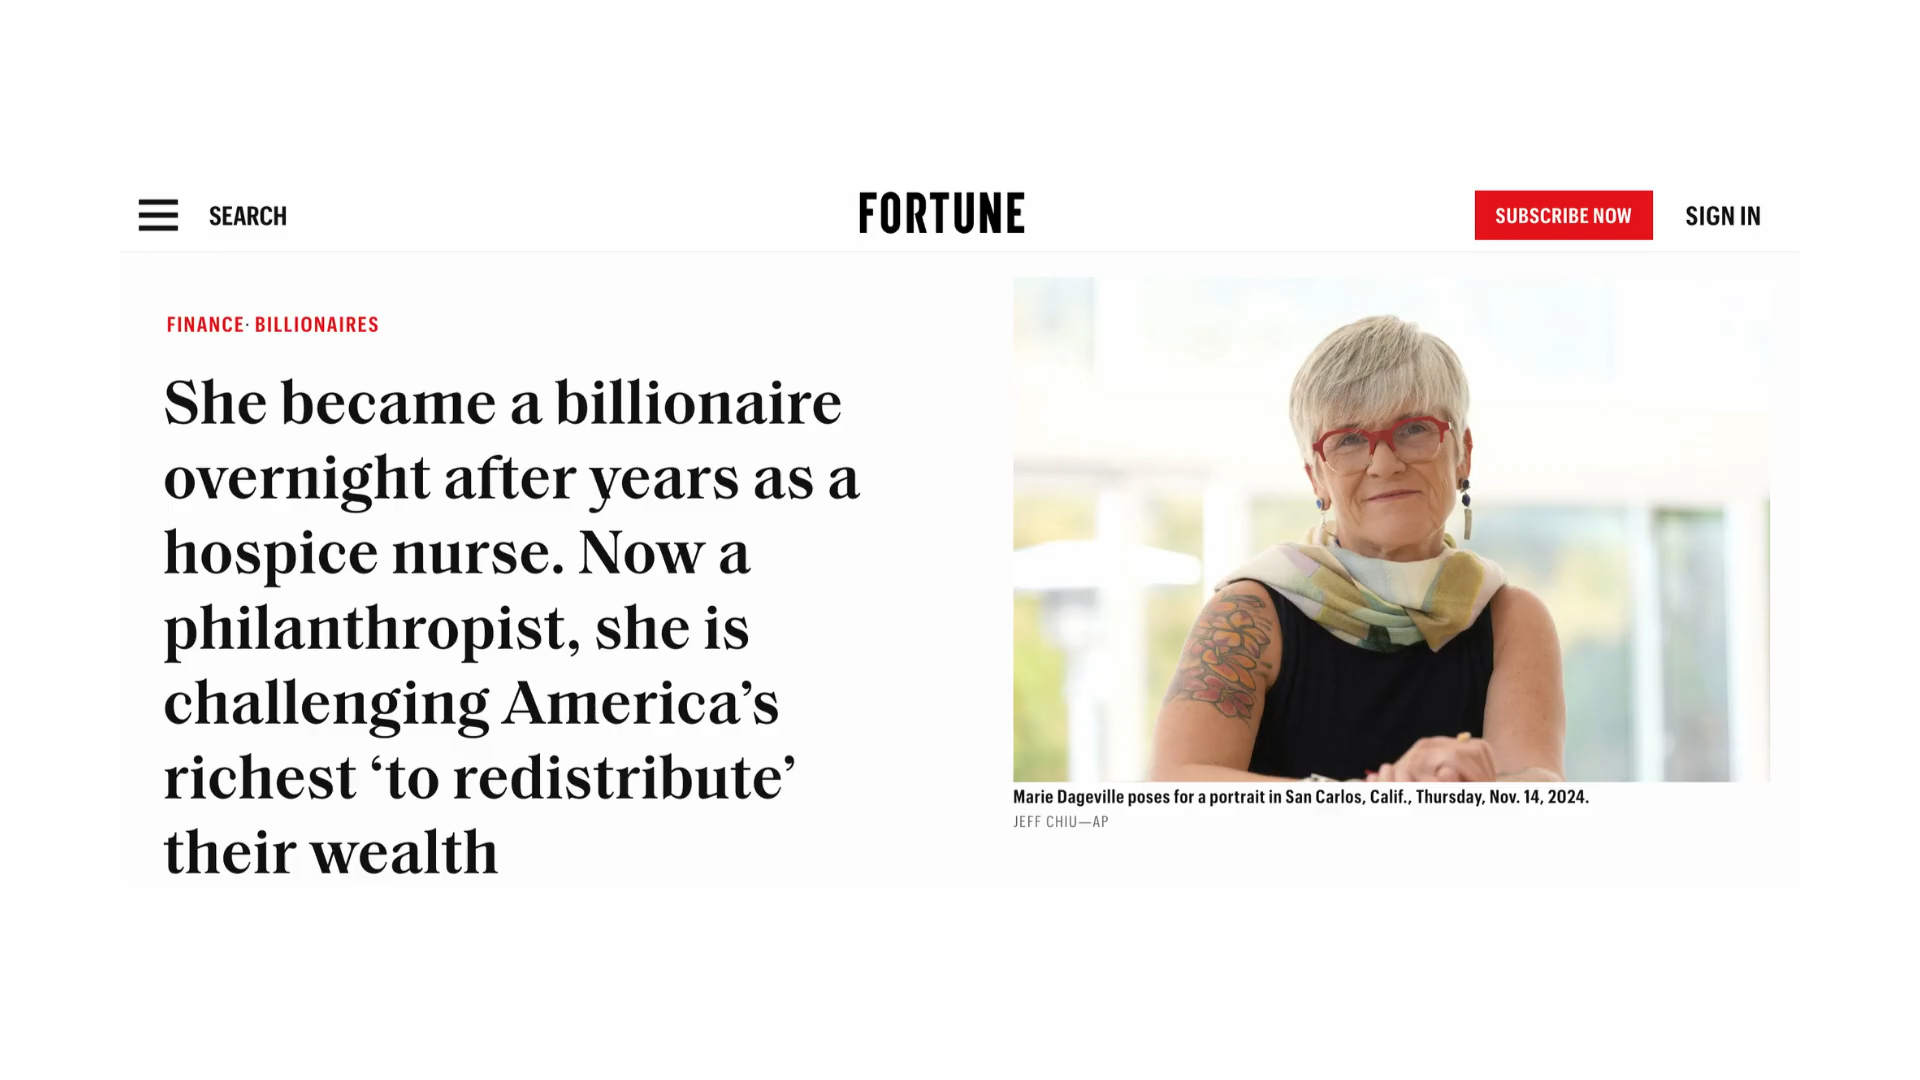 SEARCH
FORTUNE
SUBSCRIBE NOW
SIGN IN
FINANCE· BILLIONAIRES
She became a billionaire
overnight after years as a
hospice nurse. Now a
philanthropist, she is
challenging America’s
richest ‘to redistribute’
their wealth
Marie Dageville poses for a portrait in San Carlos, Calif., Thursday, Nov. 14, 2024.
JEFF CHIU—AP